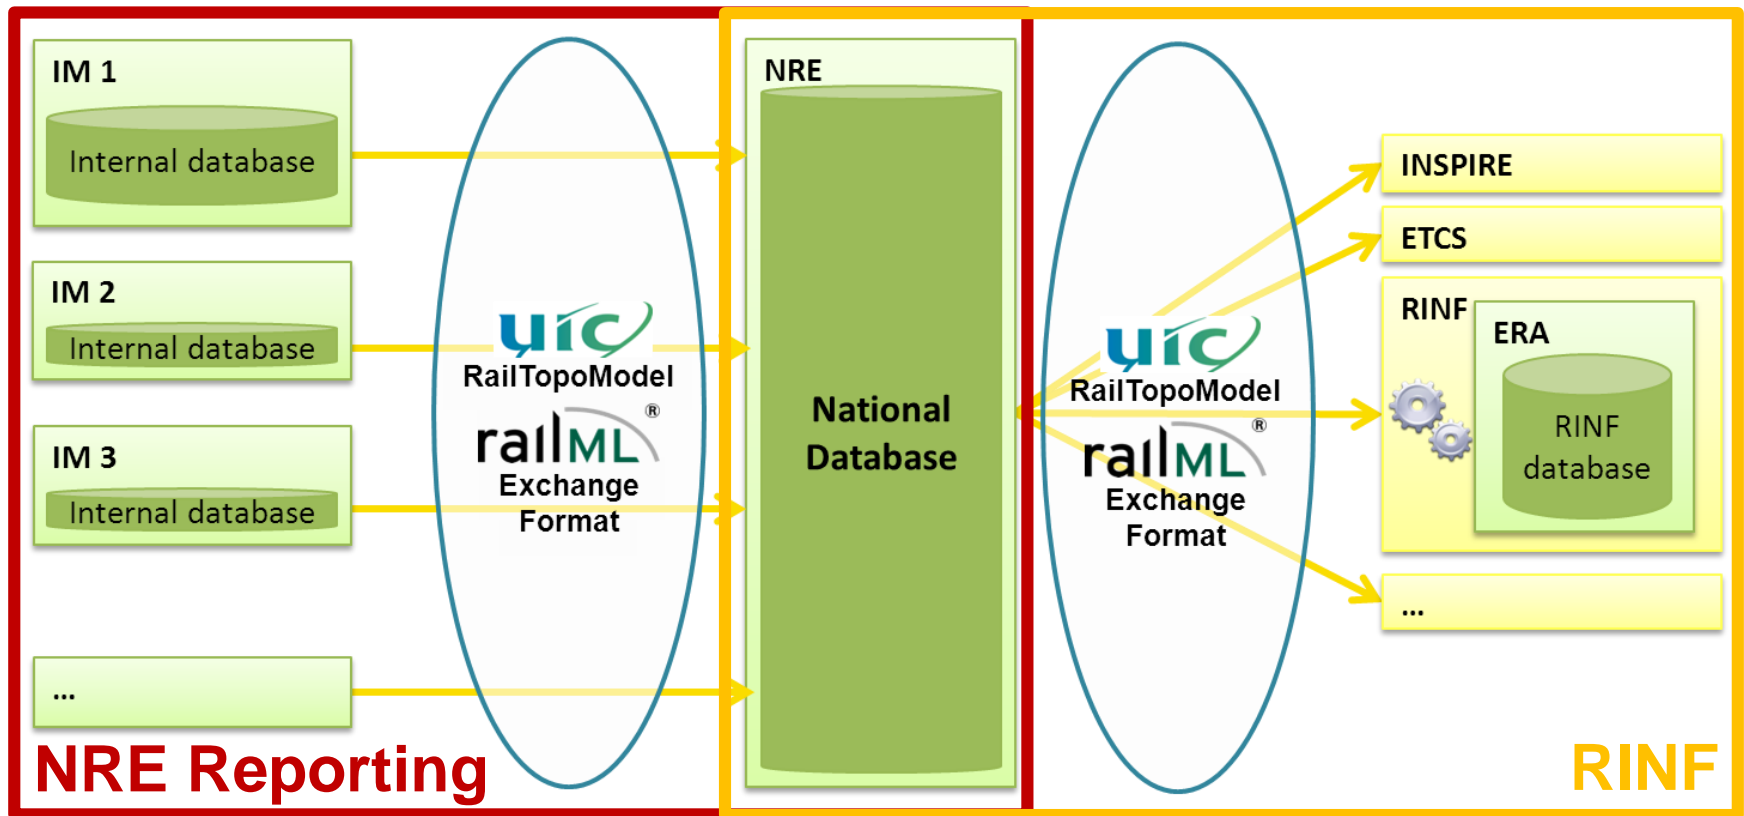 IM 1
Internal database
IM 2
Internal database
IM 3
Internal database
...
NRE Reporting
uic
RailTopoModel
railML®
Exchange
Format
NRE
National
Database
uic
RailTopoModel
railML®
Exchange
Format
INSPIRE
ETCS
RINF
ERA
RINF
database
...
RINF